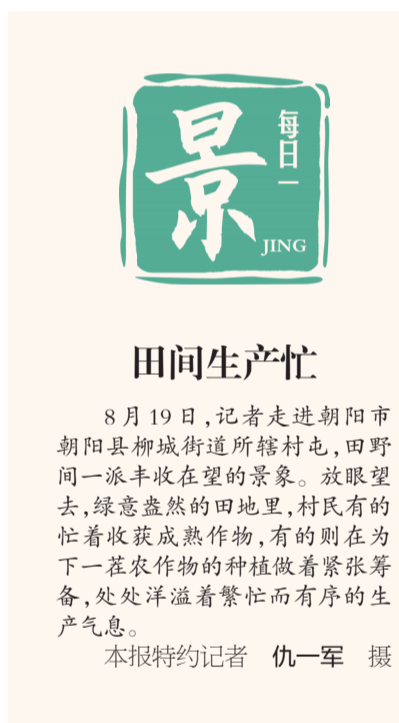 每日一
景
JING
田间生产忙
8月19日,记者走进朝阳市
朝阳县柳城街道所辖村屯,田野
间一派丰收在望的景象。放眼望
去,绿意盎然的田地里,村民有的
忙着收获成熟作物,有的则在为
下一茬农作物的种植做着紧张筹
备,处处洋溢着繁忙而有序的生
产气息。
本报特约记者 仇一军 摄